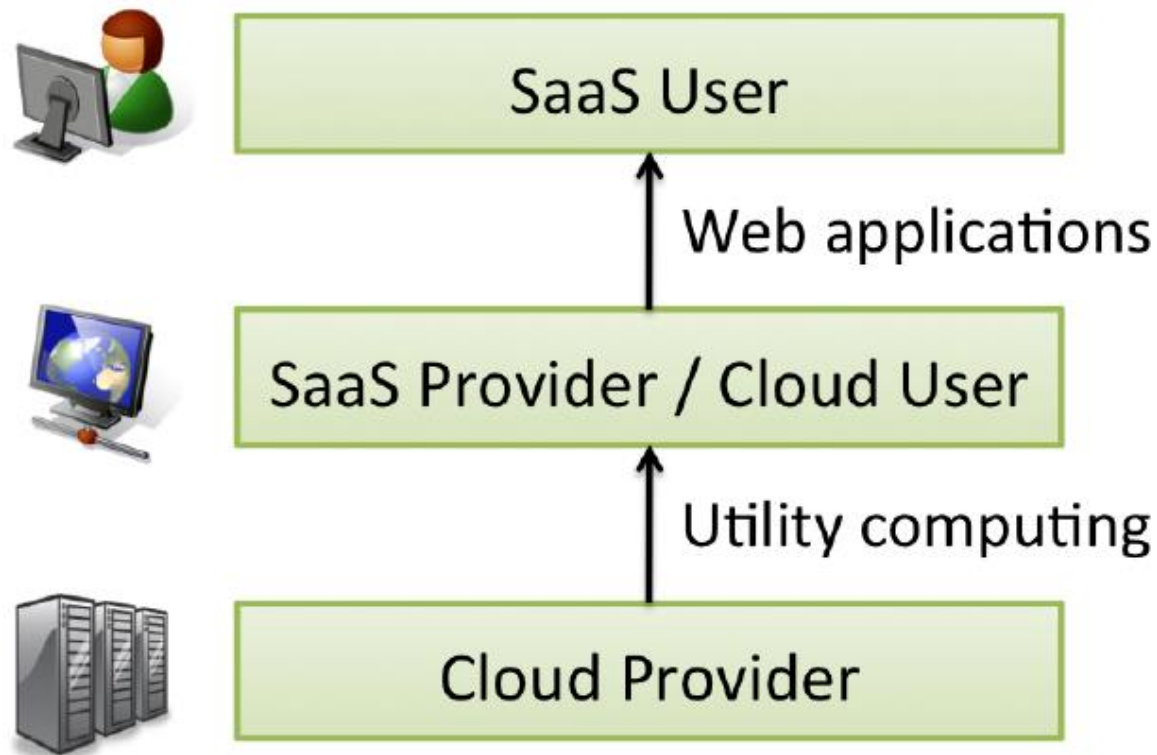 SaaS User
Web applications
SaaS Provider / Cloud User
Utility computing
Cloud Provider